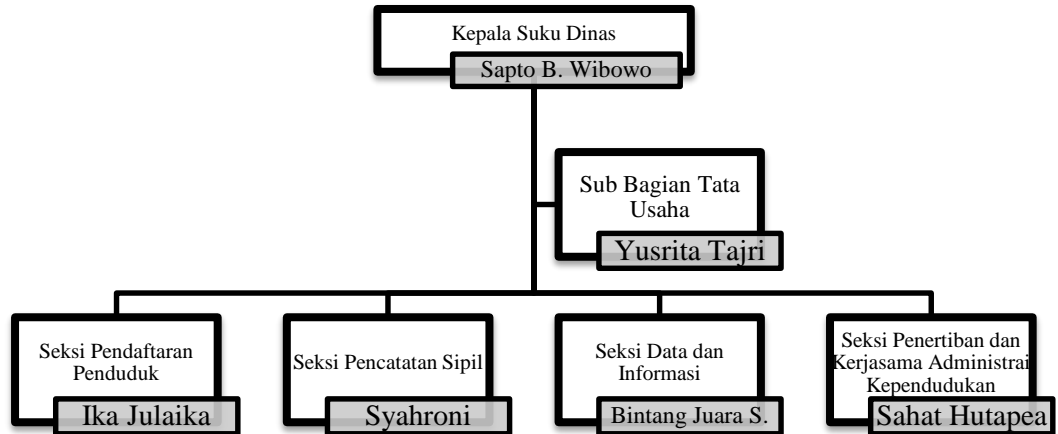 Kepala Suku Dinas
Sapto B. Wibowo
Sub Bagian Tata
Usaha
Yusrita Tajri
Seksi Pendaftaran
Penduduk
Ika Julaika
Seksi Pencatatan Sipil
Syahroni
Seksi Data dan
Informasi
Bintang Juara S.
Seksi Penertiban dan
Kerjasama Administrai
Kependudukan
Sahat Hutapea